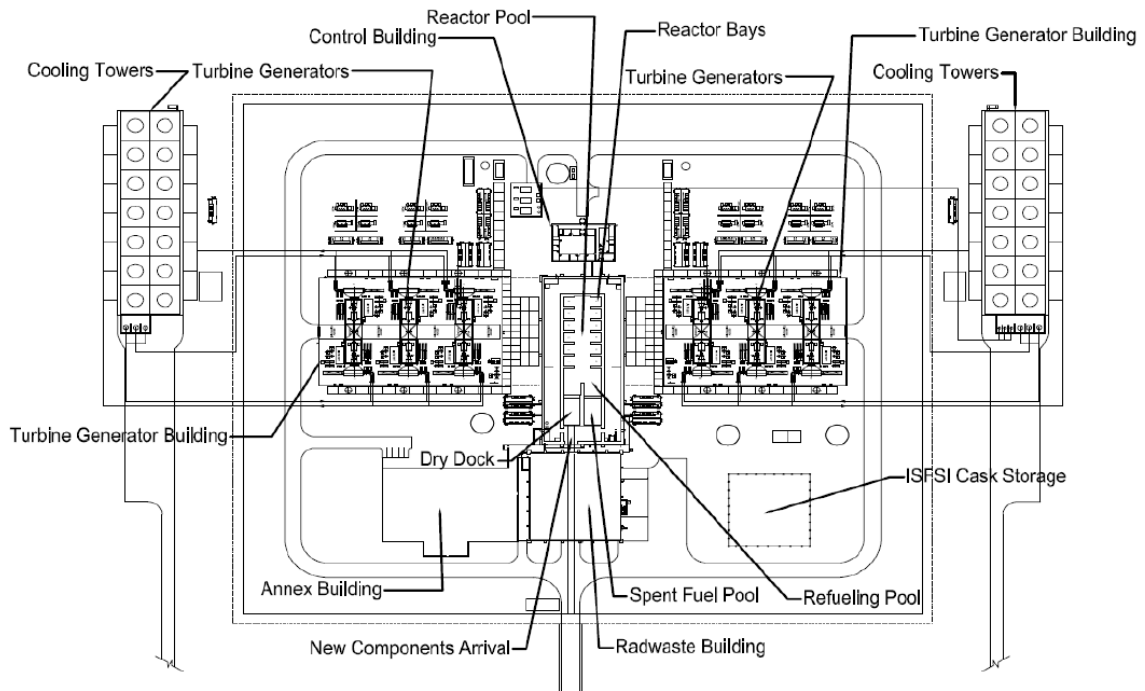 Reactor Pool
Control Building
Reactor Bays
Turbine Generator Building
Cooling Towers
Turbine Generators
Turbine Generators
Cooling Towers
Turbine Generator Building
Dry Dock
ISFSI Cask Storage
Annex Building
Spent Fuel Pool
Refueling Pool
New Components Arrival
Radwaste Building